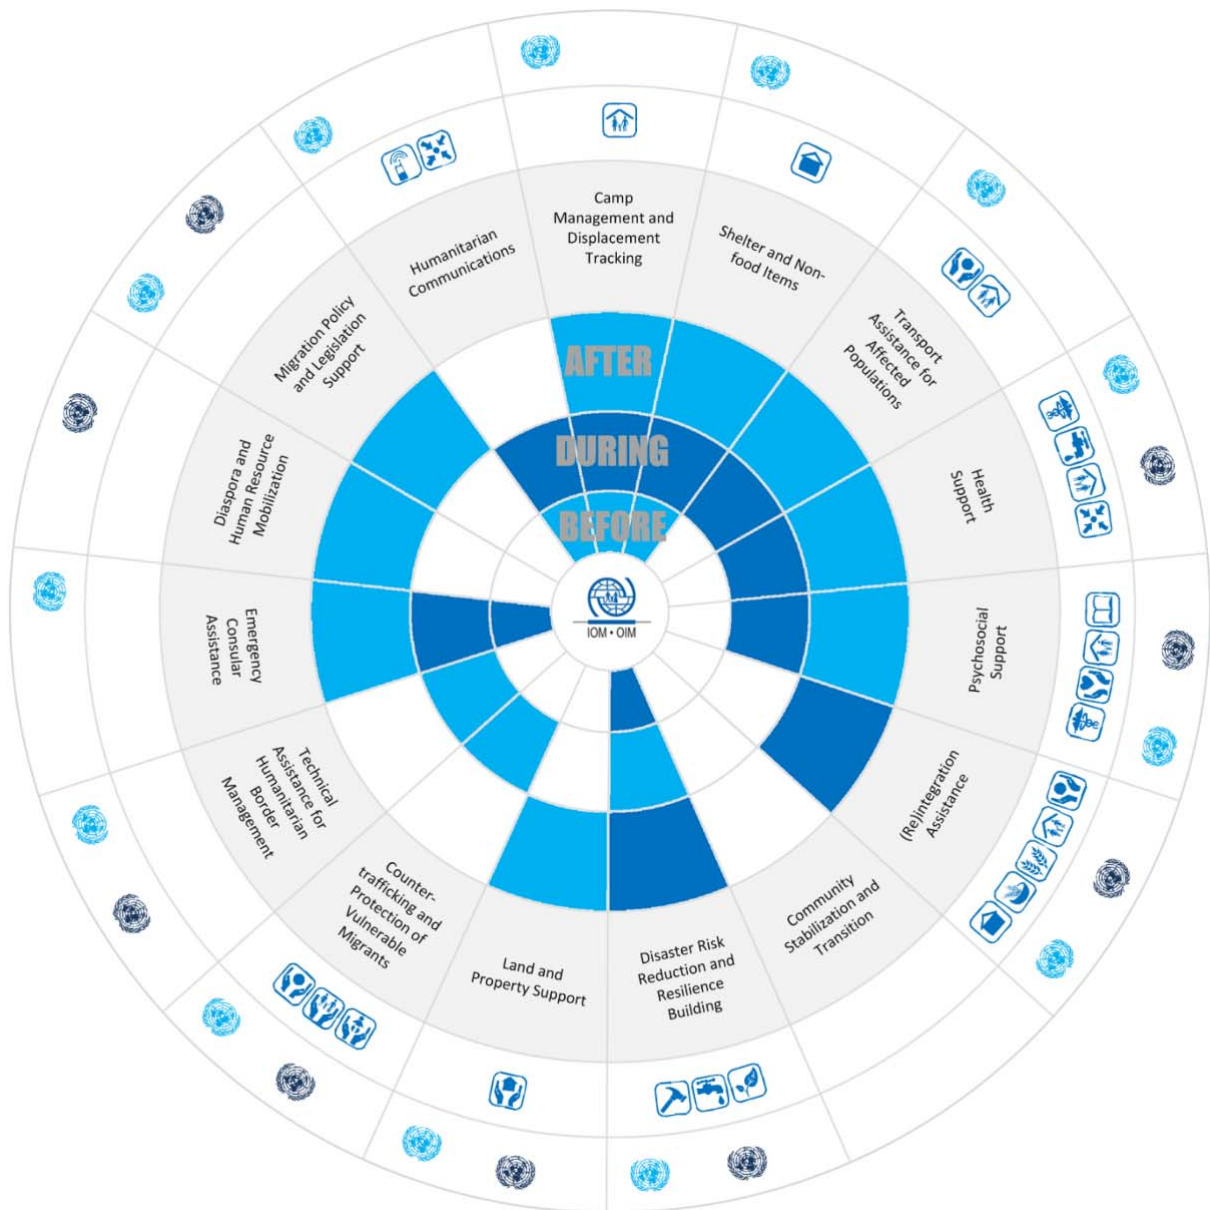 Camp
Management and
Displacement
Tracking
Shelter and Non-
food Items
Transport
Assistance for
Affected
Populations
Health
Support
Psychosocial
Support
(Re)integration
Assistance
Community
Stabilization and
Transition
Disaster Risk
Reduction and
Resilience
Building
Land and
Property Support
Counter-
trafficking and
Protection of
Vulnerable
Migrants
Technical
Assistance for
Humanitarian
Border
Management
Emergency
Consular
Assistance
Diaspora and
Human Resource
Mobilization
Migration Policy
and Legislation
Support
Humanitarian
Communications
AFTER
DURING
BEFORE
IOM • OIM